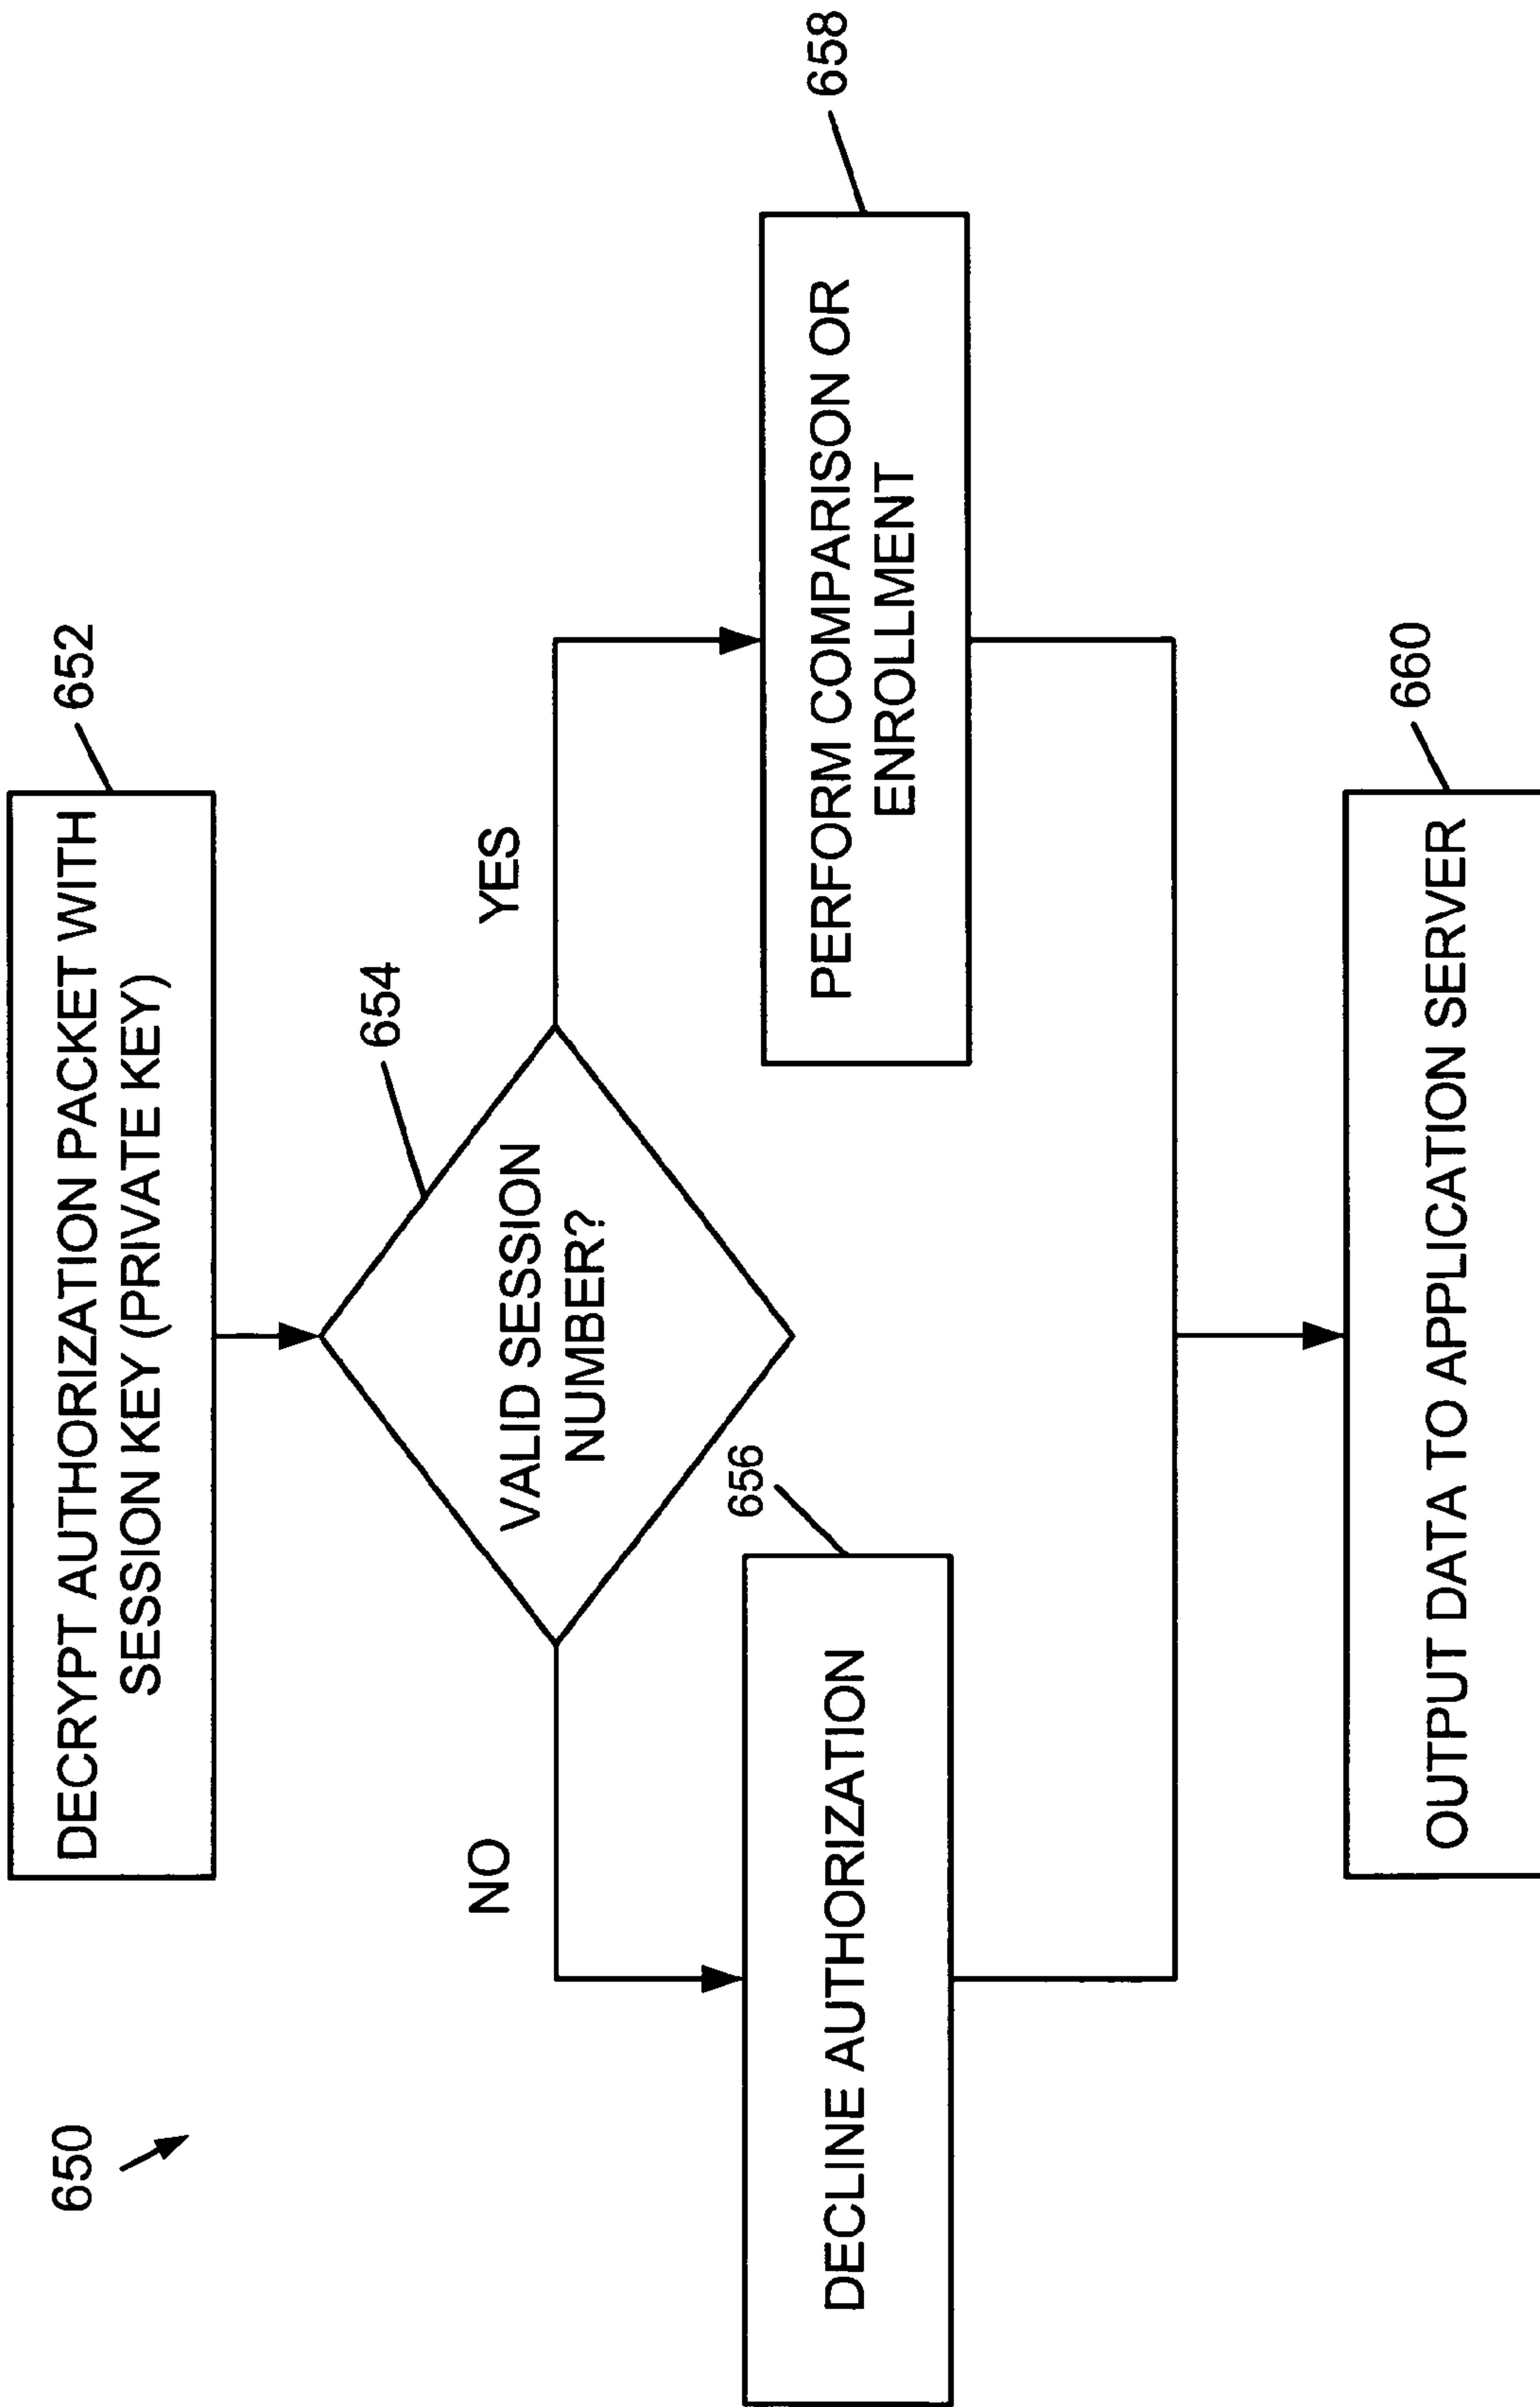 650
DECRYPT AUTHORIZATION PACKET WITH
SESSION KEY (PRIVATE KEY)
652
654
VALID SESSION
NUMBER?
NO
YES
656
DECLINE AUTHORIZATION
658
PERFORM COMPARISON OR
ENROLLMENT
660
OUTPUT DATA TO APPLICATION SERVER